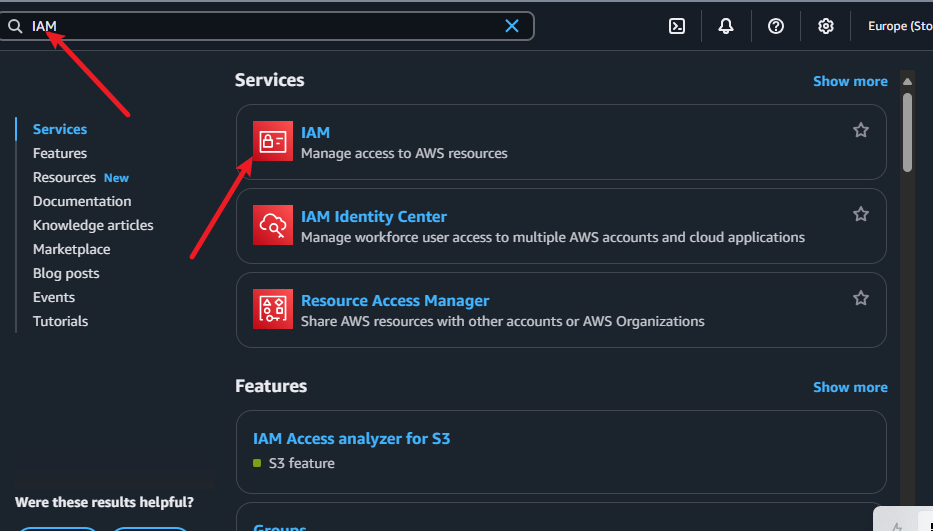 IAM
Europe (Sto
Services
Show more
Services
Features
Resources New
Documentation
Knowledge articles
Marketplace
Blog posts
Events
Tutorials
IAM
Manage access to AWS resources
IAM Identity Center
Manage workforce user access to multiple AWS accounts and cloud applications
Resource Access Manager
Share AWS resources with other accounts or AWS Organizations
Features
Show more
IAM Access analyzer for S3
S3 feature
Groups
Were these results helpful?